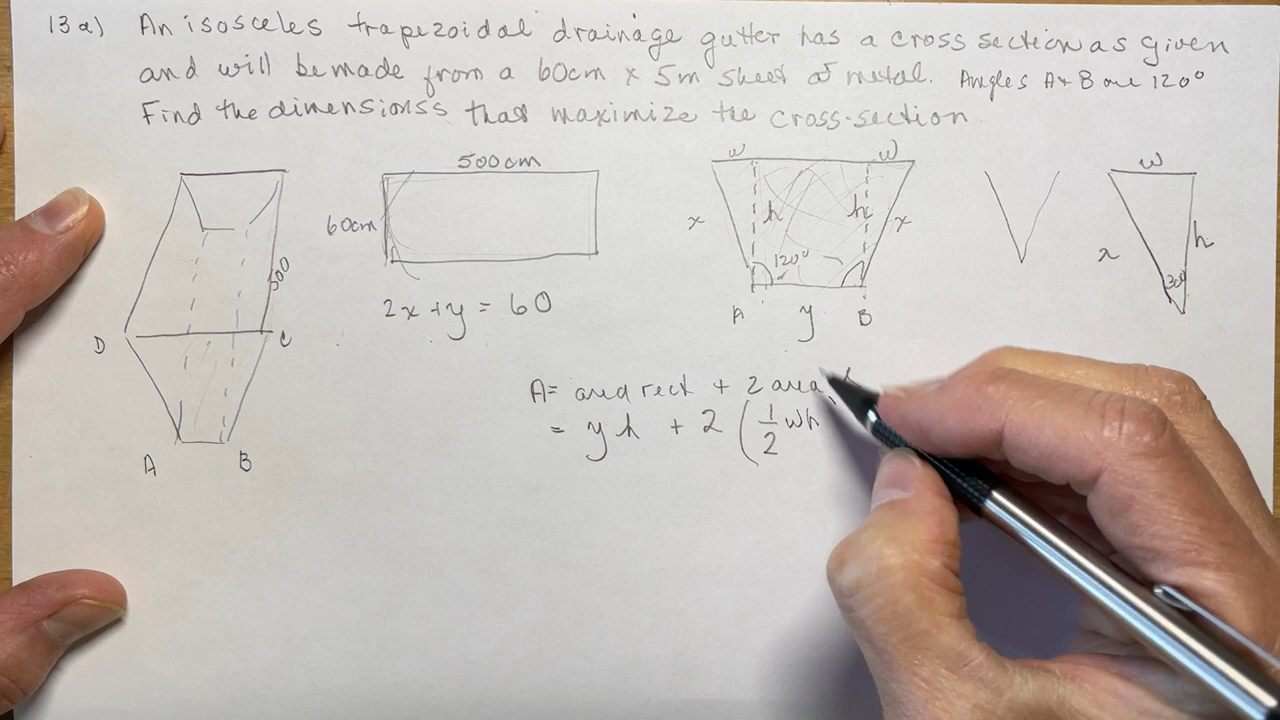 13 a) An isosceles trapezoidal drainage gutter has a cross section as given
and will be made from a 60cm x 5m sheet of metal. Angles A + B are 120°
Find the dimensionss that maximize the cross-section.
500cm
60cm
2x + y = 60
500
D
C
A
B
w
w
x
h
h
x
120°
A
y
B
w
x
h
30°
A = area rect + 2 area
= y h + 2 ( 1/2 wh